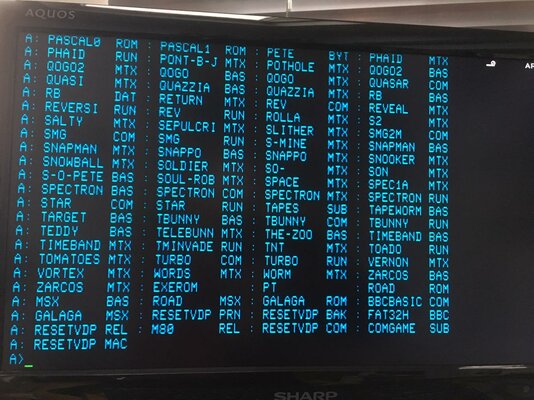 AQUOS
A: PASCAL0 ROM : PASCAL1 ROM : PETE BYT : PHAID MTX
A: PHAID RUN : PONT-B-J MTX : POTHOLE MTX : QOGO2 MTX
A: QOGO2 MTX : QOGO BAS : QOGO MTX : QUASAR BAS
A: QUASI MTX : QUAZZIA BAS : QUAZZIA MTX : RB COM
A: RB DAT : RETURN MTX : REV COM : REVEAL BAS
A: REVERSI RUN : REV RUN : ROLLA MTX : S2 MTX
A: SALTY MTX : SEPULCRI MTX : SLITHER MTX : SMG2M MTX
A: SMG COM : SMG RUN : S-MINE MTX : SNAPMAN COM
A: SNAPMAN MTX : SNAPPO BAS : SNAPPO MTX : SNOOKER BAS
A: SNOWBALL MTX : SOLDIER MTX : SO- MTX : SON MTX
A: S-O-PETE BAS : SOUL-ROB MTX : SPACE MTX : SPEC1A MTX
A: SPECTRON BAS : SPECTRON COM : SPECTRON MTX : SPECTRON RUN
A: STAR COM : STAR RUN : TAPES SUB : TAPEWORM BAS
A: TARGET BAS : TBUNNY BAS : TBUNNY COM : TBUNNY RUN
A: TEDDY BAS : TELEBUNN MTX : THE-ZOO BAS : TIMEBAND BAS
A: TIMEBAND MTX : TMINVADE RUN : TNT MTX : TOADO RUN
A: TOMATOES MTX : TURBO COM : TURBO RUN : VERNON MTX
A: VORTEX MTX : WORDS MTX : WORM MTX : ZARCOS BAS
A: ZARCOS MTX : EXEROM : PT : ROAD ROM
A: MSX BAS : ROAD MSX : GALAGA ROM : BBCBASIC COM
A: GALAGA MSX : RESETVDP PRN : RESETVDP BAK : FAT32H BBC
A: RESETVDP REL : M80 REL : RESETVDP COM : COMGAME SUB
A: RESETVDP MAC
A>_
SHARP